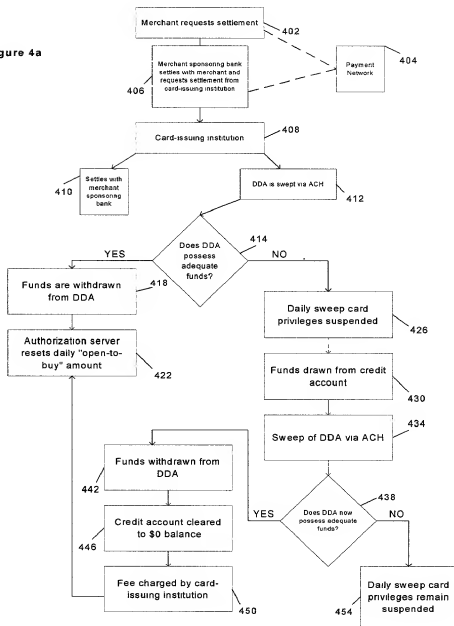 Merchant requests settlement
402
gure 4a
404
Payment
Network
Merchant sponsoring bank
settles with merchant and
requests settlement from
card-issuing institution
406
Card-issuing institution
408
Settles with
merchant
sponsoring
bank
410
DDA is swept via ACH
412
Does DDA
possess
adequate
funds?
414
YES
NO
Funds are withdrawn
from DDA
418
Daily sweep card
privileges suspended
426
Authorization server
resets daily "open-to-
buy" amount
422
Funds drawn from credit
account
430
Sweep of DDA via ACH
434
Funds withdrawn from
DDA
442
Does DDA now
possess adequate
funds?
438
YES
NO
Credit account cleared
to $0 balance
446
Fee charged by card-
issuing institution
450
Daily sweep card
privileges remain
suspended
454